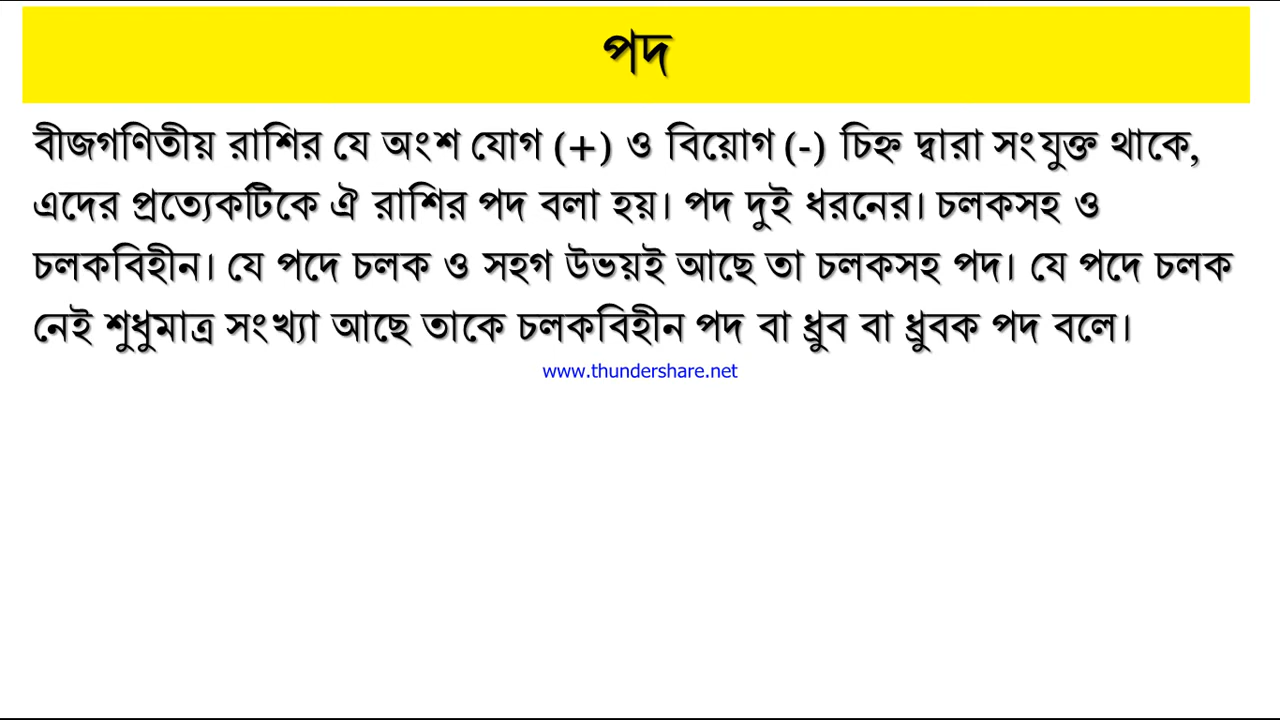 পদ
বীজগণিতীয় রাশির যে অংশ যোগ (+) ও বিয়োগ (-) চিহ্ন দ্বারা সংযুক্ত থাকে,
এদের প্রত্যেকটিকে ঐ রাশির পদ বলা হয়। পদ দুই ধরনের। চলকসহ ও
চলকবিহীন। যে পদে চলক ও সহগ উভয়ই আছে তা চলকসহ পদ। যে পদে চলক
নেই শুধুমাত্র সংখ্যা আছে তাকে চলকবিহীন পদ বা ধ্রুব বা ধ্রুবক পদ বলে।
www.thundershare.net